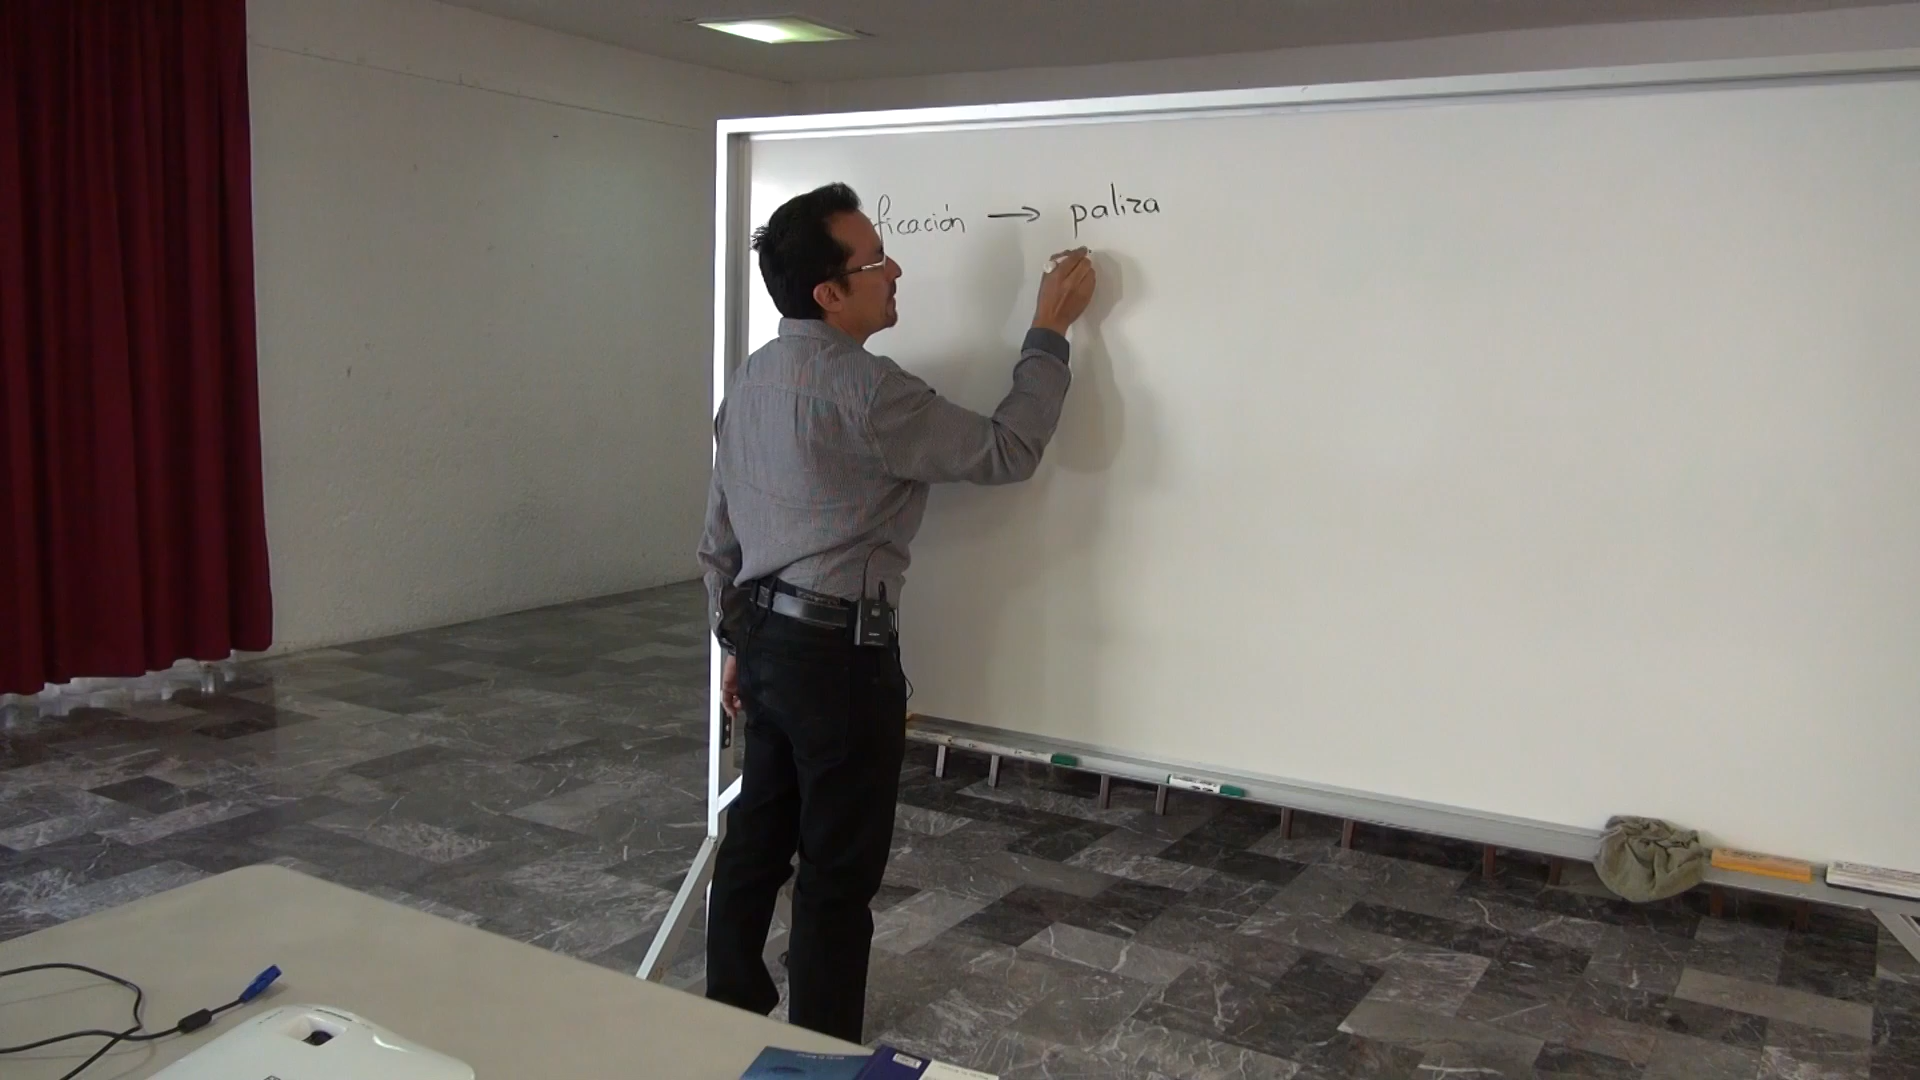 ficación → paliza